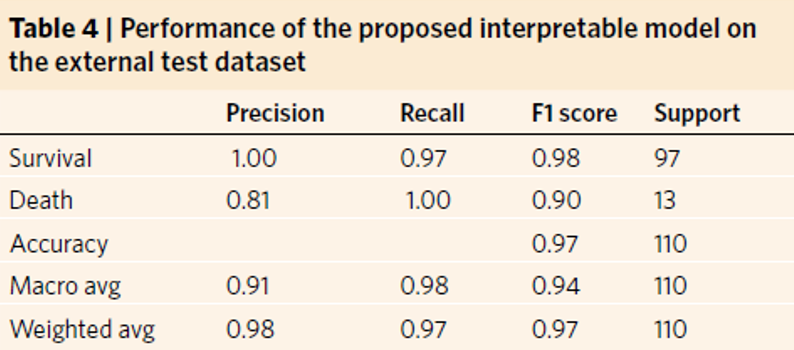 Table 4 | Performance of the proposed interpretable model on
the external test dataset
Precision Recall F1 score Support
Survival 1.00 0.97 0.98 97
Death 0.81 1.00 0.90 13
Accuracy 0.97 110
Macro avg 0.91 0.98 0.94 110
Weighted avg 0.98 0.97 0.97 110